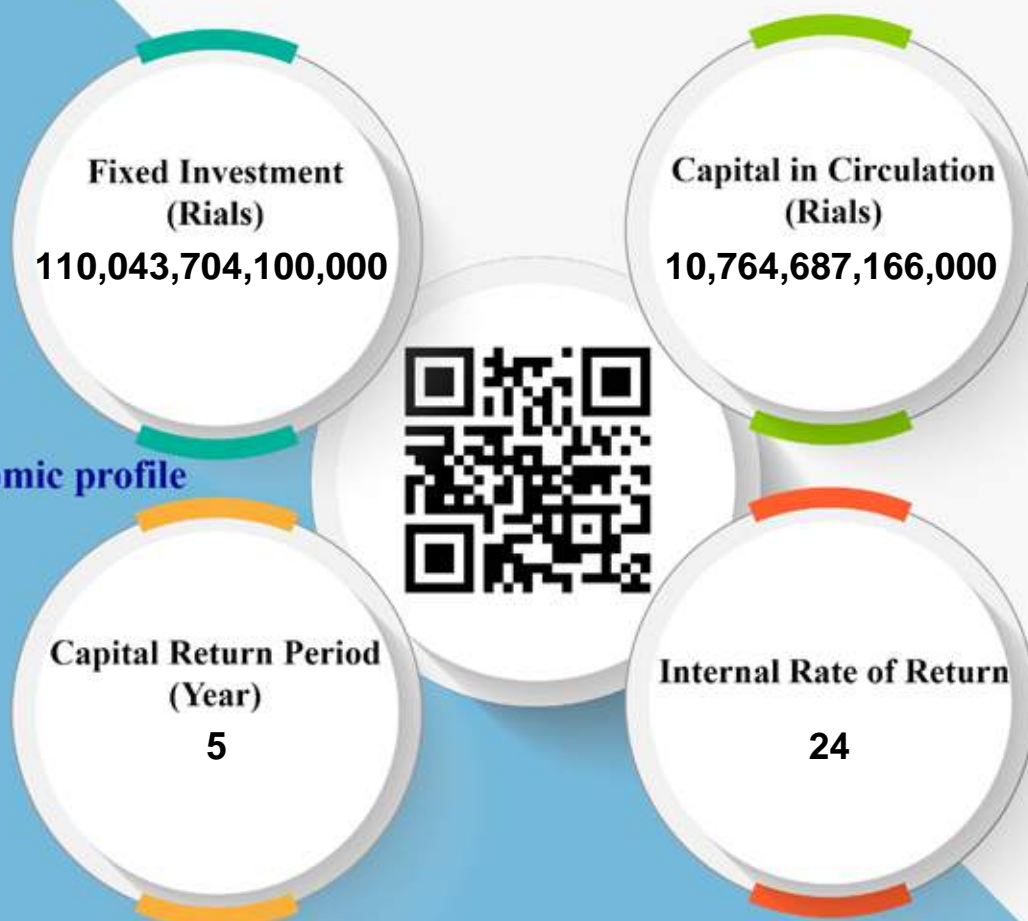 Fixed Investment
(Rials)
110,043,704,100,000
Capital in Circulation
(Rials)
10,764,687,166,000
profile
Capital Return Period
(Year)
5
Internal Rate of Return
24